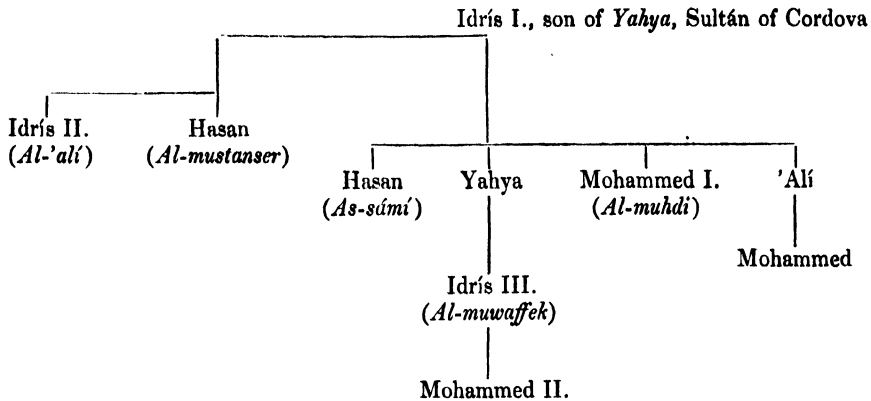 Idrís I., son of Yahya, Sultán of Cordova
Idrís II. Hasan
(Al-'alí) (Al-mustanser)
Hasan Yahya Mohammed I. 'Alí
(As-sámí) (Al-muhdi)
Mohammed
Idrís III.
(Al-muwaffek)
Mohammed II.